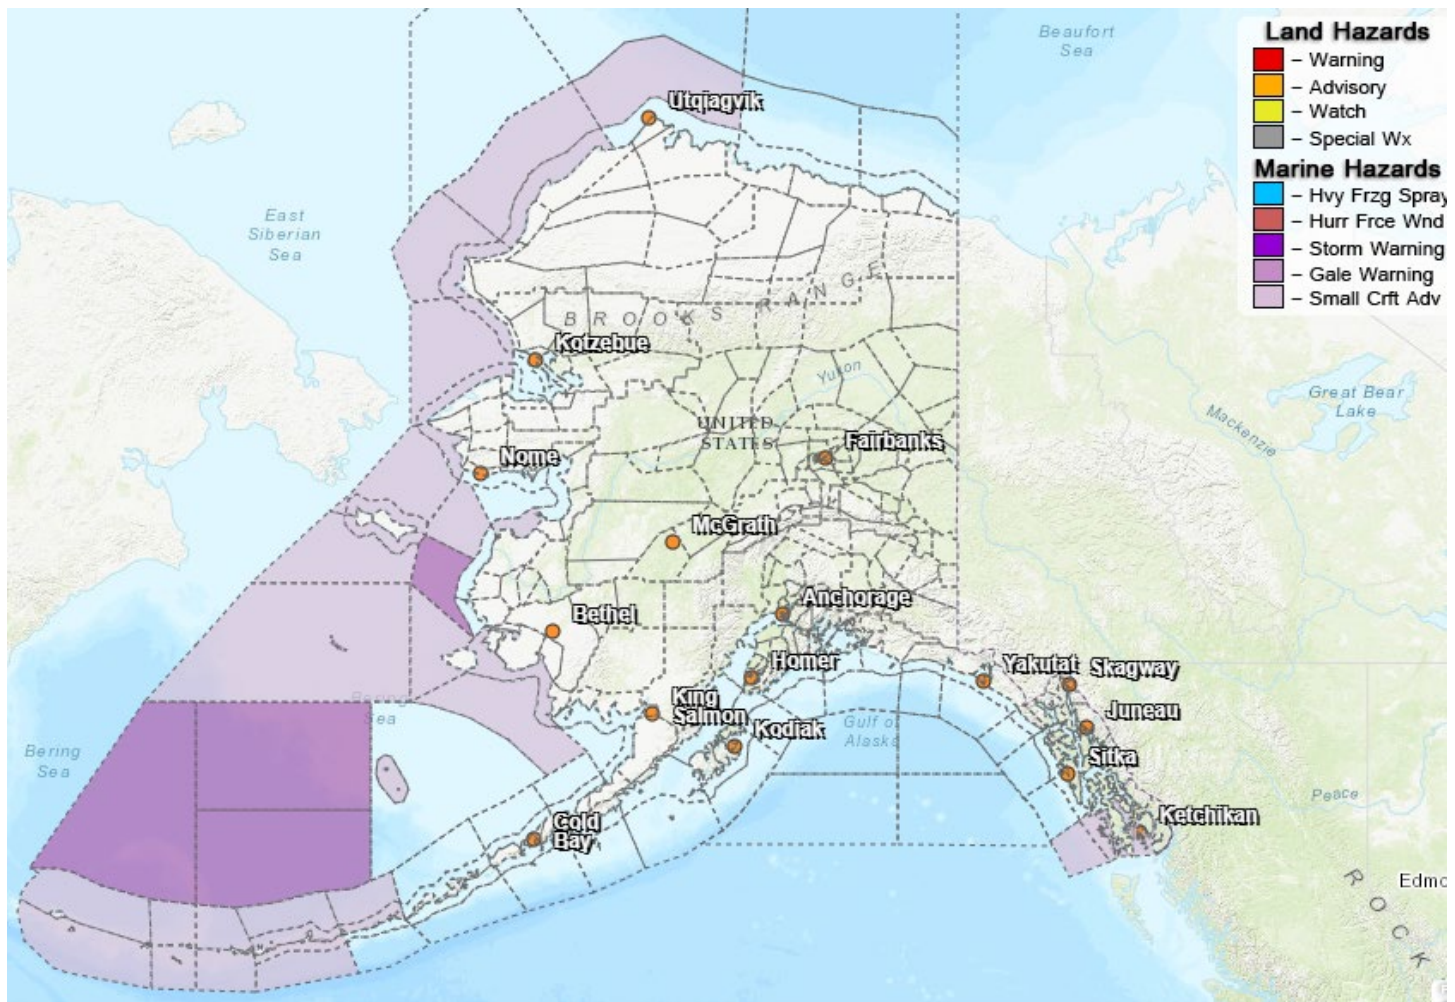 Land Hazards
– Warning
– Advisory
– Watch
– Special Wx
Marine Hazards
– Hvy Frzg Spray
– Hurr Frce Wnd
– Storm Warning
– Gale Warning
– Small Crft Adv
Beaufort
Sea
Utqiagvik
East
Siberian
Sea
BROOKS RANGE
Kotzebue
Yukon
Great Bear
Lake
Mackenzie
UNITED
STATES
Fairbanks
Nome
McGrath
Anchorage
Bethel
Homer
Yakutat
Skagway
King
Salmon
Juneau
Kodiak
Gulf of
Alaska
Bering
Sea
Bering
Sea
Sitka
Peace
Cold
Bay
Ketchikan
Edmo
ROCK